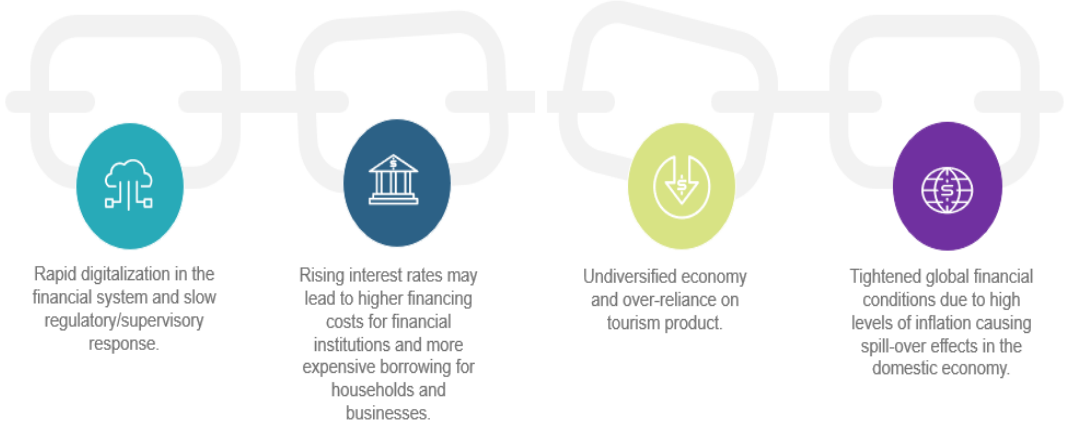 Rapid digitalization in the
financial system and slow
regulatory/supervisory
response.
Rising interest rates may
lead to higher financing
costs for financial
institutions and more
expensive borrowing for
households and
businesses.
Undiversified economy
and over-reliance on
tourism product.
Tightened global financial
conditions due to high
levels of inflation causing
spill-over effects in the
domestic economy.